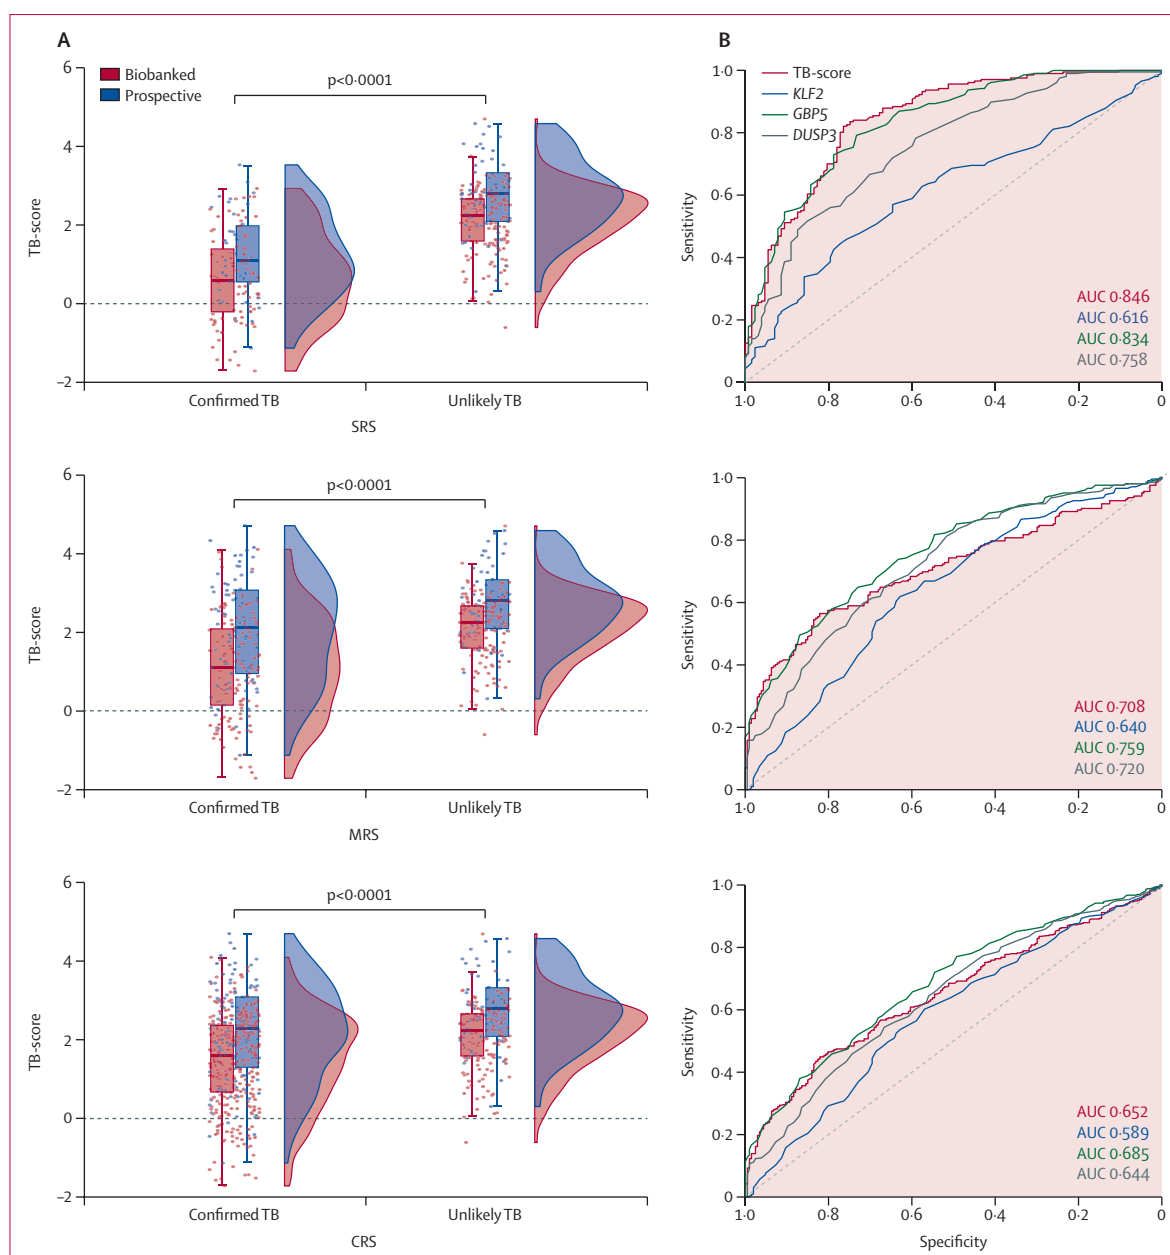 A
6
4
2
0
–2
TB-score
Biobanked
Prospective
p<0·0001
Confirmed TB
Unlikely TB
SRS
B
1·0
0·8
0·6
0·4
0·2
0
Sensitivity
TB-score
KLF2
GBP5
DUSP3
AUC 0·846
AUC 0·616
AUC 0·834
AUC 0·758
1·0 0·8 0·6 0·4 0·2 0
6
4
2
0
–2
TB-score
p<0·0001
Confirmed TB
Unlikely TB
MRS
1·0
0·8
0·6
0·4
0·2
0
Sensitivity
AUC 0·708
AUC 0·640
AUC 0·759
AUC 0·720
1·0 0·8 0·6 0·4 0·2 0
6
4
2
0
–2
TB-score
p<0·0001
Confirmed TB
Unlikely TB
CRS
1·0
0·8
0·6
0·4
0·2
0
Sensitivity
AUC 0·652
AUC 0·589
AUC 0·685
AUC 0·644
1·0 0·8 0·6 0·4 0·2 0
Specificity